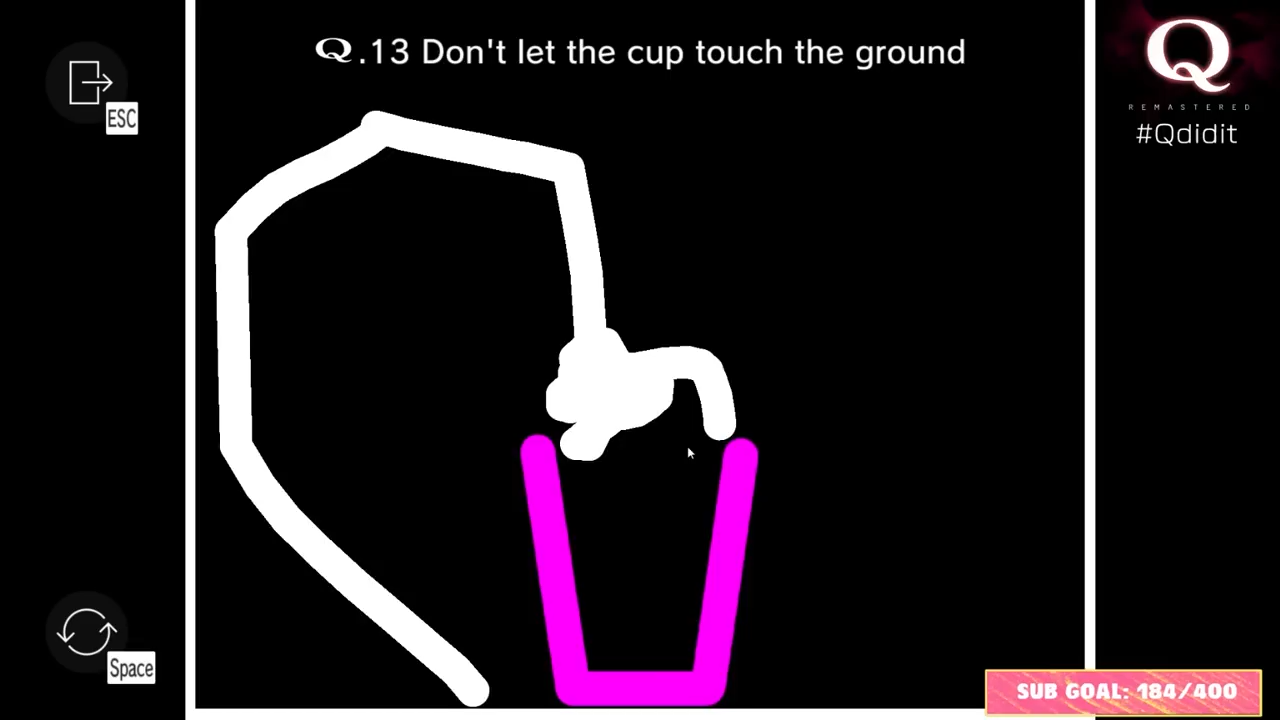 Q.13 Don't let the cup touch the ground
ESC
Q
REMASTERED
#Qdidit
Space
SUB GOAL: 184/400